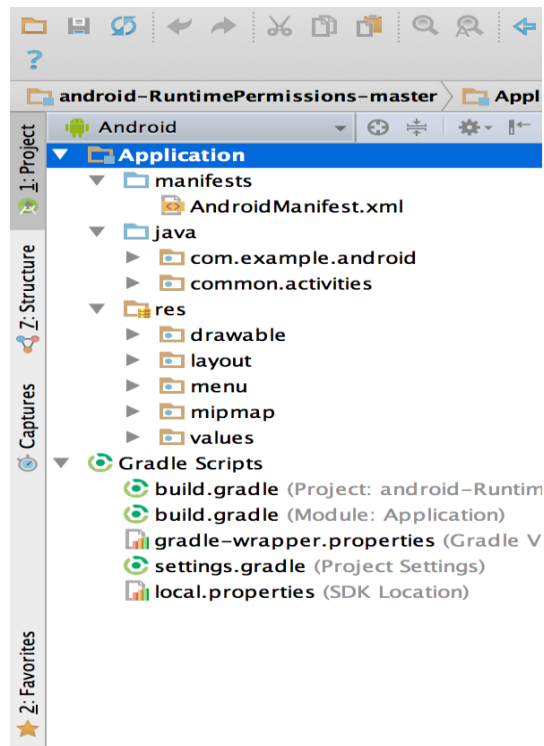 ?
android-RuntimePermissions-master Appl
Android
Application
manifests
AndroidManifest.xml
java
com.example.android
common.activities
res
drawable
layout
menu
mipmap
values
Gradle Scripts
build.gradle (Project: android-Runtim
build.gradle (Module: Application)
gradle-wrapper.properties (Gradle V
settings.gradle (Project Settings)
local.properties (SDK Location)
1: Project
7: Structure
Captures
2: Favorites